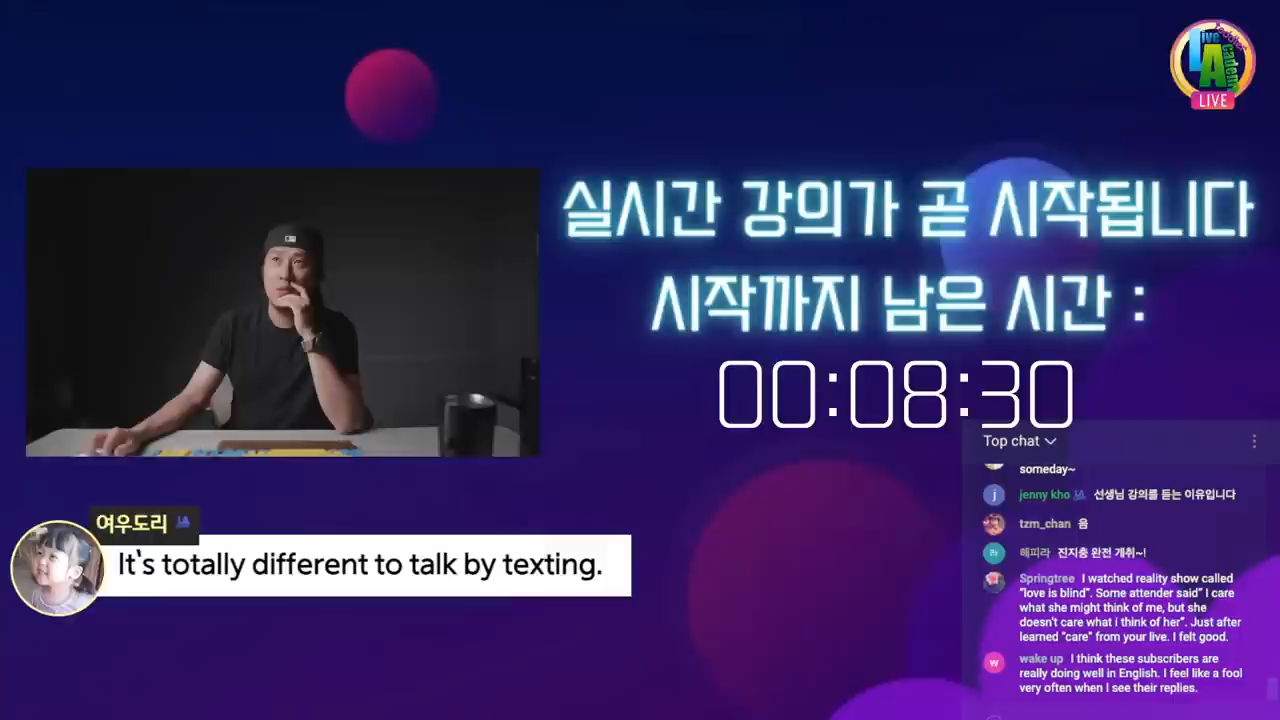 Live
Academy
LIVE
실시간 강의가 곧 시작됩니다
시작까지 남은 시간 :
00:08:30
여우도리
It's totally different to talk by texting.
Top chat
someday~
jenny kho 선생님 강의를 듣는 이유입니다
tzm_chan 음
해피라 진지충 완전 개취~!
Springtree I watched reality show called
"love is blind". Some attender said" I care
what she might think of me, but she
doesn't care what i think of her". Just after
learned "care" from your live. I felt good.
wake up I think these subscribers are
really doing well in English. I feel like a fool
very often when I see their replies.